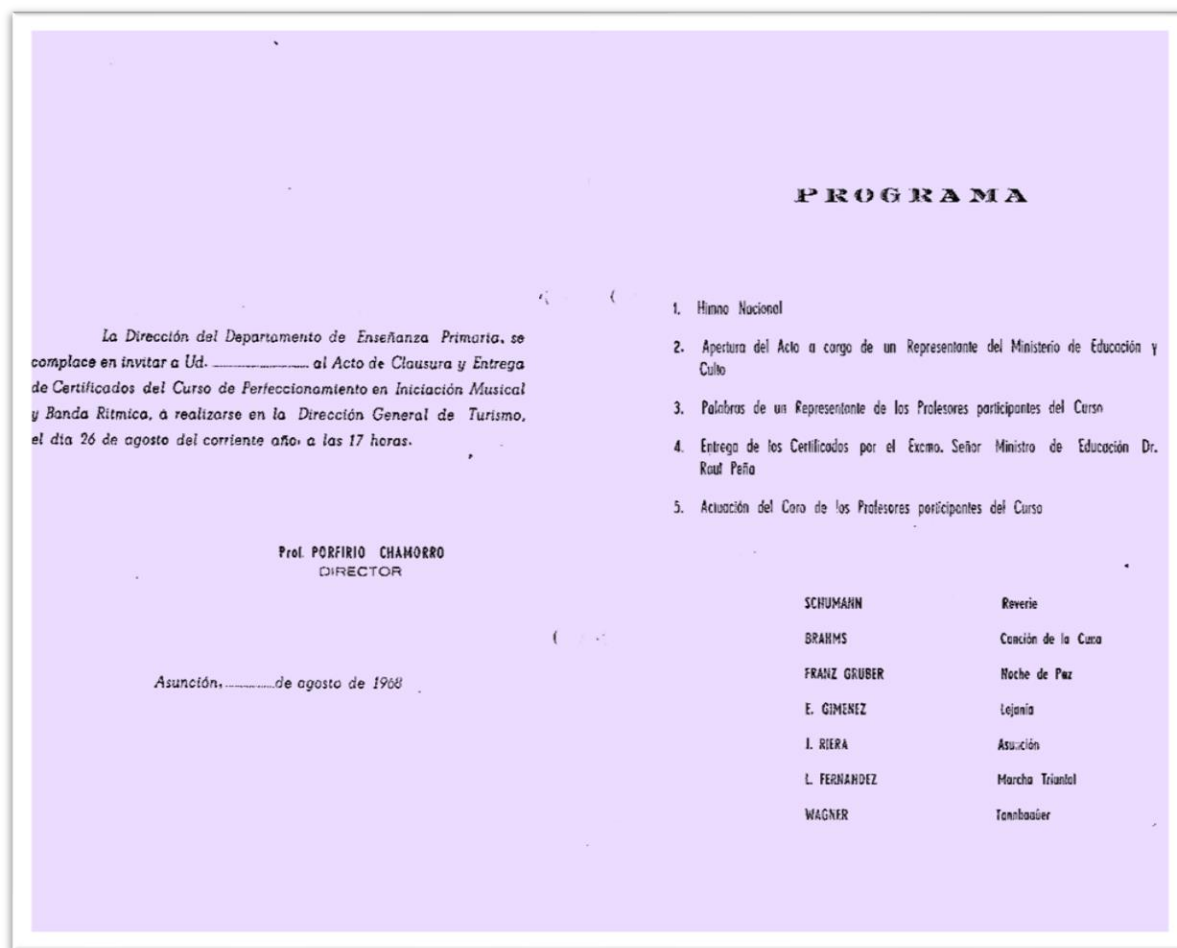 La Dirección del Departamento de Enseñanza Primaria, se
complace en invitar a Ud. ........................ al Acto de Clausura y Entrega
de Certificados del Curso de Perfeccionamiento en Iniciación Musical
y Banda Rítmica, a realizarse en la Dirección General de Turismo,
el día 26 de agosto del corriente año, a las 17 horas.
Prof. PORFIRIO CHAMORRO
DIRECTOR
Asunción, ............de agosto de 1968
PROGRAMA
1. Himno Nacional
2. Apertura del Acto a cargo de un Representante del Ministerio de Educación y
Culto
3. Palabras de un Representante de los Profesores participantes del Curso
4. Entrega de los Certificados por el Excmo. Señor Ministro de Educación Dr.
Raul Peña
5. Actuación del Coro de los Profesores participantes del Curso
SCHUMANN Reverie
BRAHMS Canción de la Cuna
FRANZ GRUBER Noche de Paz
E. GIMENEZ Lejanía
J. RIERA Asunción
L. FERNANDEZ Marcha Triunfal
WAGNER Tannhaaüer